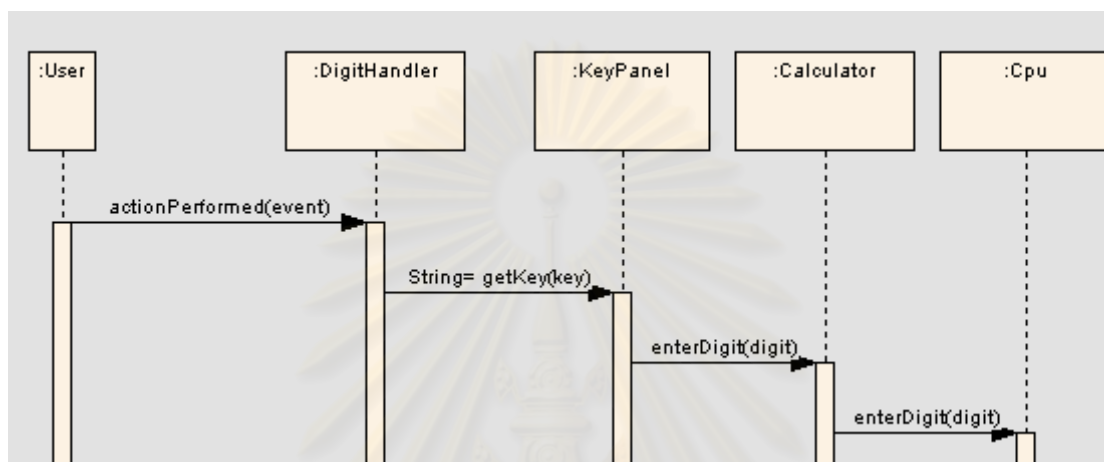 :User
:DigitHandler
:KeyPanel
:Calculator
:Cpu
actionPerformed(event)
String= getKey(key)
enterDigit(digit)
enterDigit(digit)